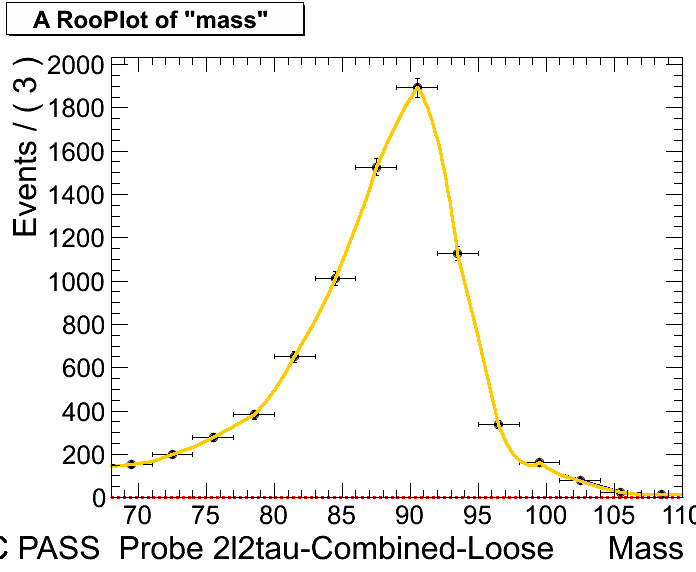 A RooPlot of "mass"
Events / ( 3 )
2000
1800
1600
1400
1200
1000
800
600
400
200
0
70 75 80 85 90 95 100 105 110
C PASS Probe 2l2tau-Combined-Loose Mass